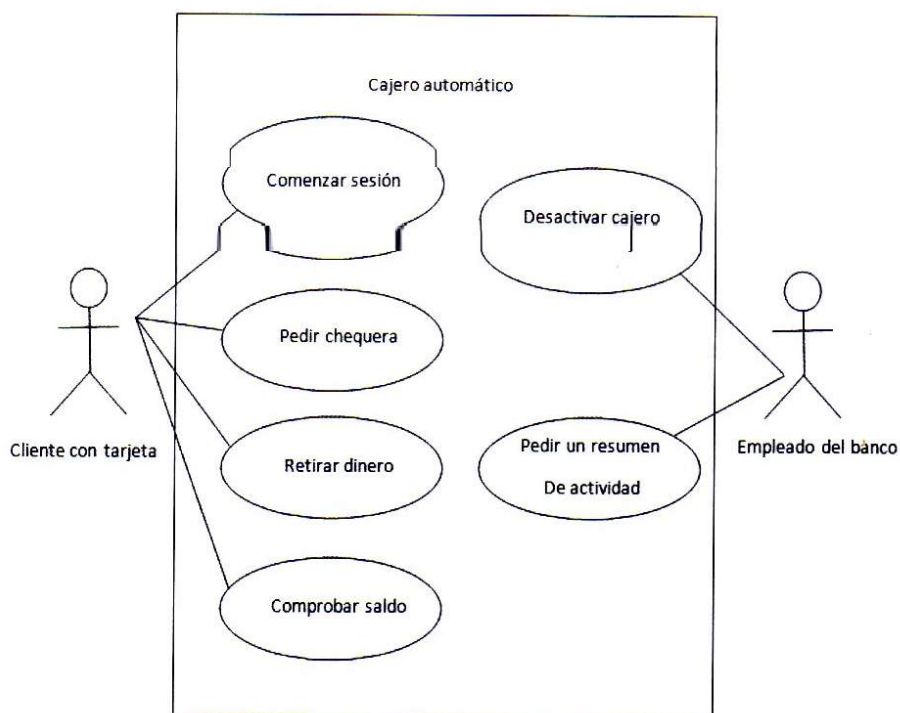 Cajero automático
Comenzar sesión
Desactivar cajero
Pedir chequera
Cliente con tarjeta
Retirar dinero
Pedir un resumen
De actividad
Empleado del banco
Comprobar saldo